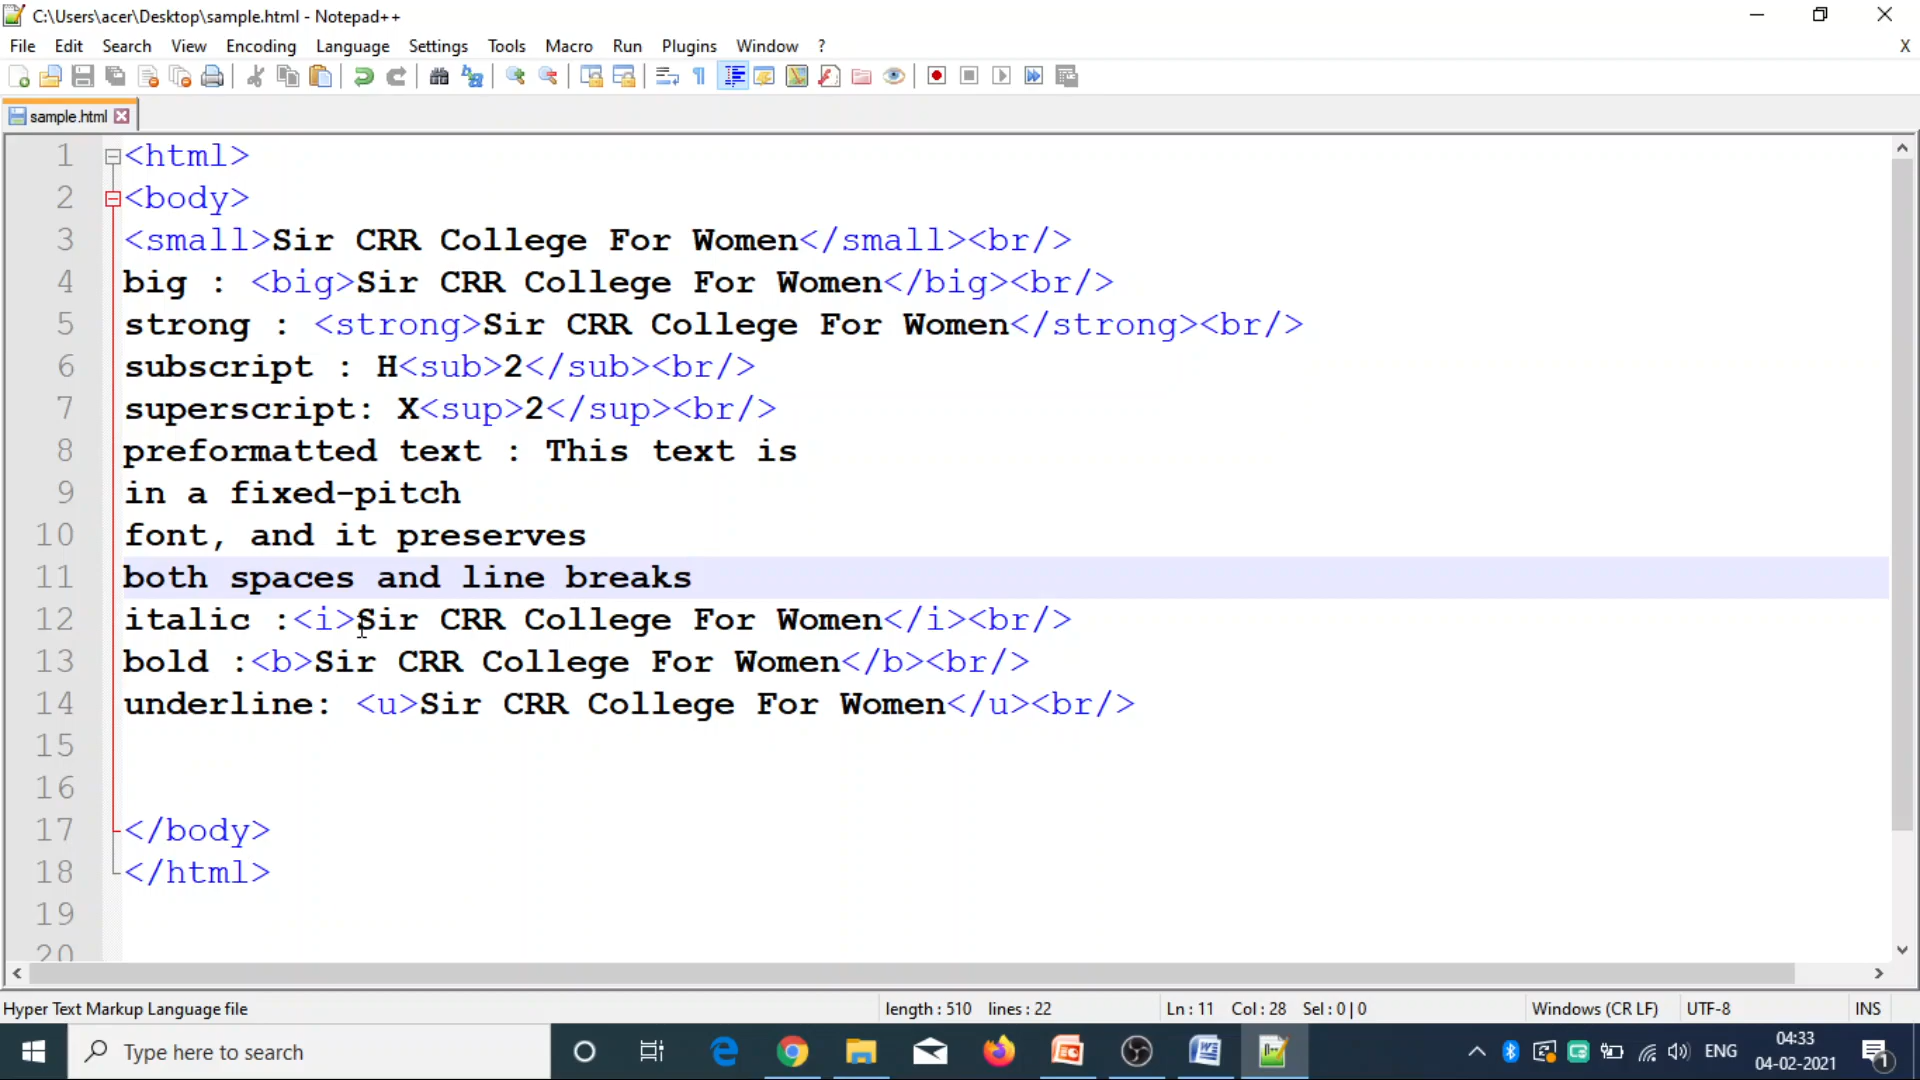 C:\Users\acer\Desktop\sample.html - Notepad++
File Edit Search View Encoding Language Settings Tools Macro Run Plugins Window ? X
sample.html
1 <html>
2 <body>
3 <small>Sir CRR College For Women</small><br/>
4 big : <big>Sir CRR College For Women</big><br/>
5 strong : <strong>Sir CRR College For Women</strong><br/>
6 subscript : H<sub>2</sub><br/>
7 superscript: X<sup>2</sup><br/>
8 preformatted text : This text is
9 in a fixed-pitch
10 font, and it preserves
11 both spaces and line breaks
12 italic :<i>Sir CRR College For Women</i><br/>
13 bold :<b>Sir CRR College For Women</b><br/>
14 underline: <u>Sir CRR College For Women</u><br/>
15
16
17 </body>
18 </html>
19
20
Hyper Text Markup Language file length : 510 lines : 22 Ln : 11 Col : 28 Sel : 0 | 0 Windows (CR LF) UTF-8 INS
Type here to search ENG 04:33
04-02-2021 1